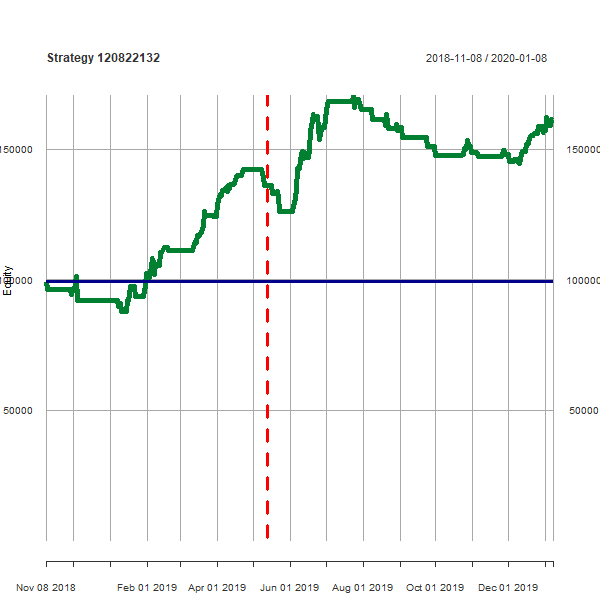 Strategy 120822132
2018-11-08 / 2020-01-08
150000
150000
100000
100000
Equity
50000
50000
Nov 08 2018
Feb 01 2019
Apr 01 2019
Jun 01 2019
Aug 01 2019
Oct 01 2019
Dec 01 2019